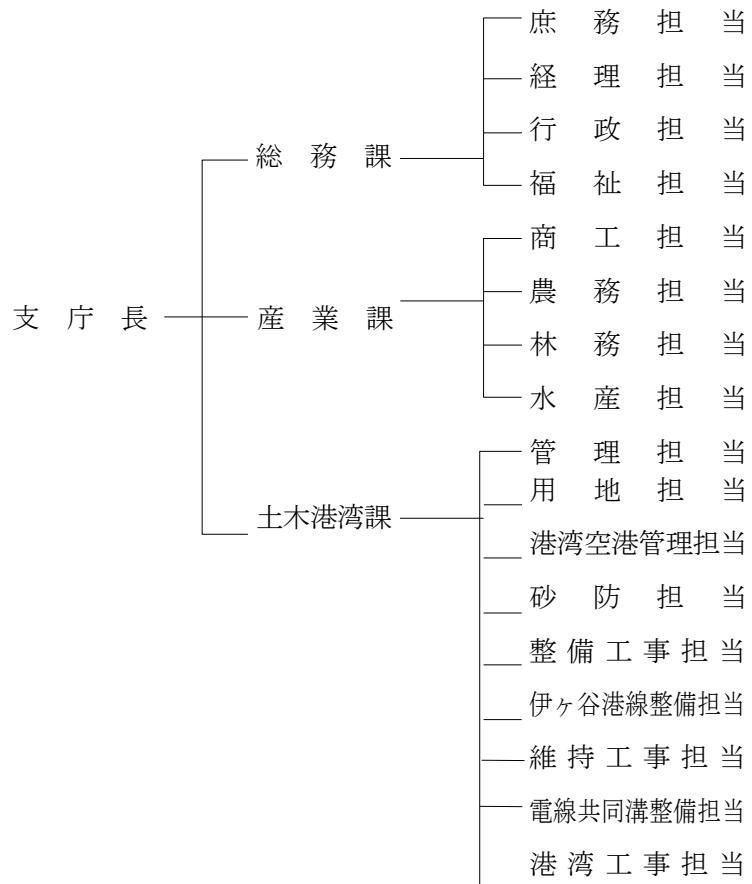 支庁長
総務課
庶務担当
経理担当
行政担当
福祉担当
産業課
商工担当
農務担当
林務担当
水産担当
土木港湾課
管理担当
用地担当
港湾空港管理担当
砂防担当
整備工事担当
伊ヶ谷港線整備担当
維持工事担当
電線共同溝整備担当
港湾工事担当